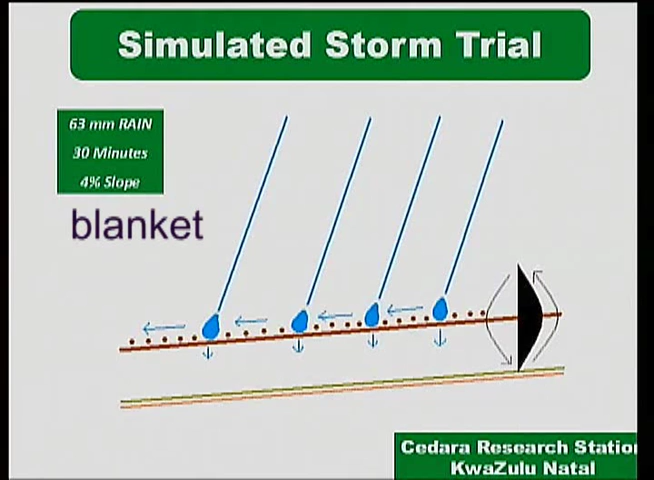 Simulated Storm Trial
63 mm RAIN
30 Minutes
4% Slope
blanket
Cedara Research Station
KwaZulu Natal